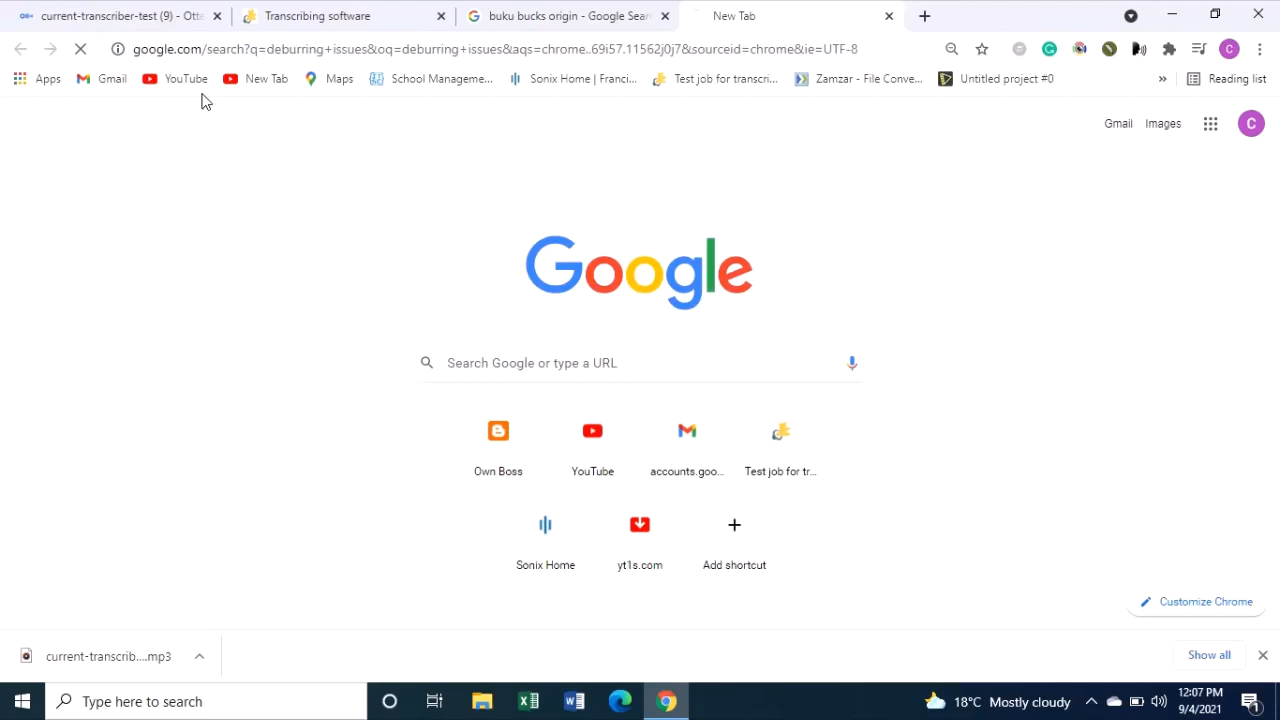 current-transcriber-test (9) - Otte
Transcribing software
buku bucks origin - Google Sear
New Tab
google.com/search?q=deburring+issues&oq=deburring+issues&aqs=chrome..69i57.11562j0j7&sourceid=chrome&ie=UTF-8
Apps
Gmail
YouTube
New Tab
Maps
School Manageme...
Sonix Home | Franci...
Test job for transcri...
Zamzar - File Conve...
Untitled project #0
»
Reading list
Gmail
Images
C
Google
Search Google or type a URL
Own Boss
YouTube
accounts.goo...
Test job for tr...
Sonix Home
yt1s.com
Add shortcut
Customize Chrome
current-transcrib....mp3
Show all
Type here to search
18°C Mostly cloudy
12:07 PM
9/4/2021
1